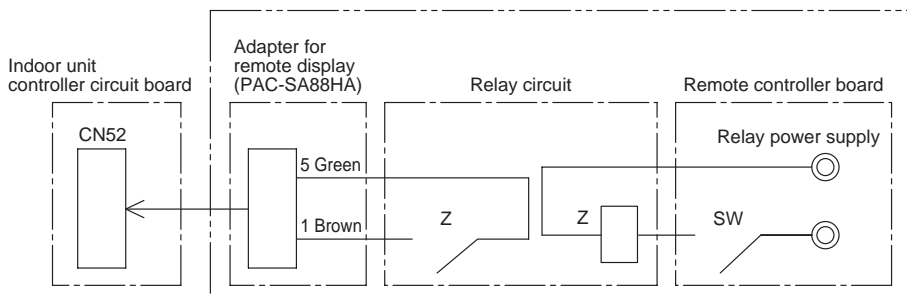 Indoor unit
controller circuit board
Adapter for
remote display
(PAC-SA88HA)
Relay circuit
Remote controller board
CN52
Relay power supply
5 Green
1 Brown
Z
Z
SW